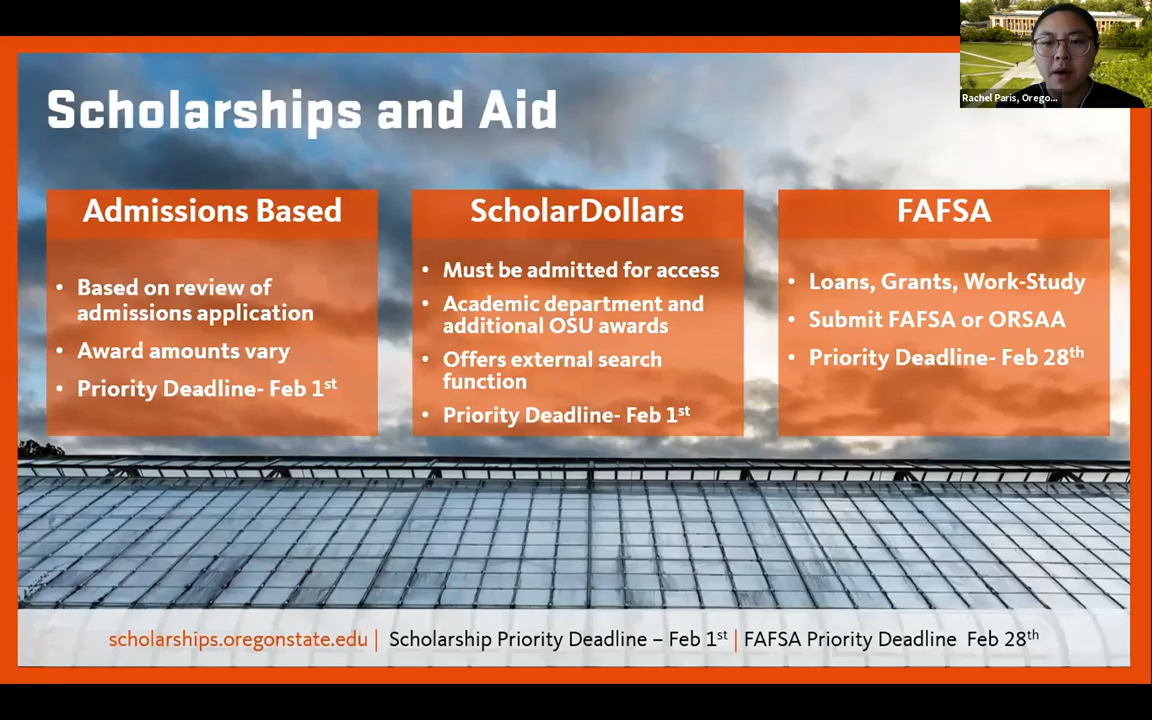 Scholarships and Aid
Rachel Paris, Orego...
Admissions Based
• Based on review of
admissions application
• Award amounts vary
• Priority Deadline- Feb 1st
ScholarDollars
• Must be admitted for access
• Academic department and
additional OSU awards
• Offers external search
function
• Priority Deadline- Feb 1st
FAFSA
• Loans, Grants, Work-Study
• Submit FAFSA or ORSAA
• Priority Deadline- Feb 28th
scholarships.oregonstate.edu | Scholarship Priority Deadline – Feb 1st | FAFSA Priority Deadline Feb 28th